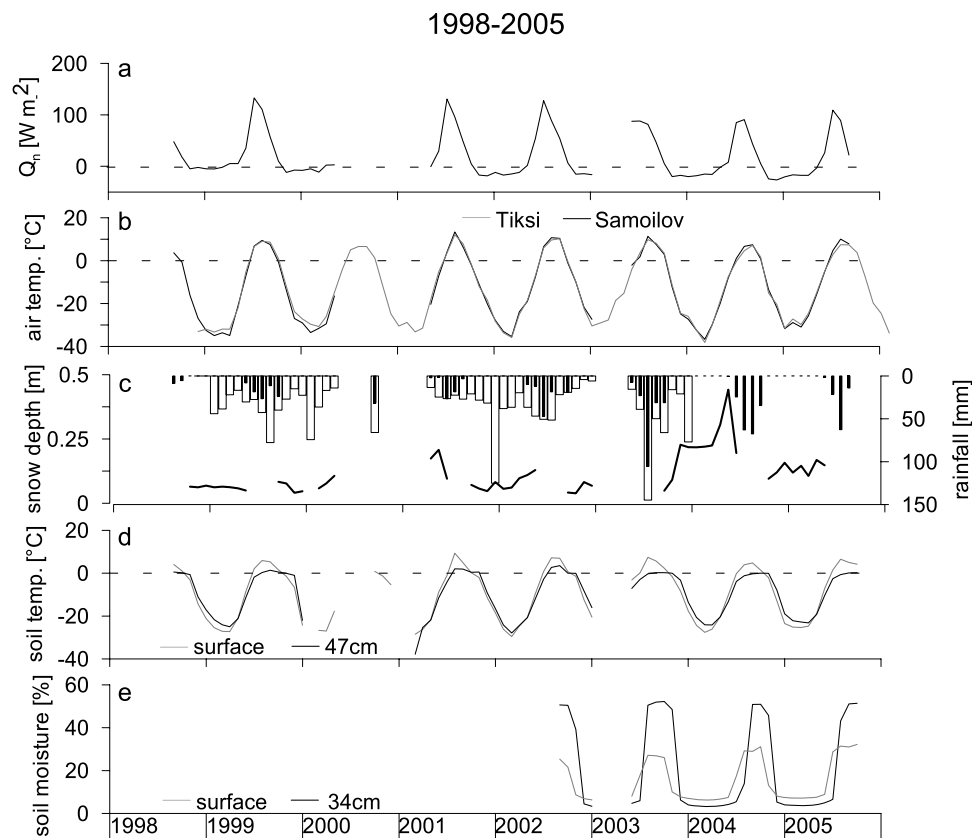 1998-2005
a
Qn [W m-2]
200
100
0
b
Tiksi Samoilov
air temp. [°C]
20
0
-20
-40
c
snow depth [m]
0.5
0.25
0
rainfall [mm]
0
50
100
150
d
soil temp. [°C]
20
0
-20
-40
surface 47cm
e
soil moisture [%]
60
40
20
0
surface 34cm
1998 1999 2000 2001 2002 2003 2004 2005